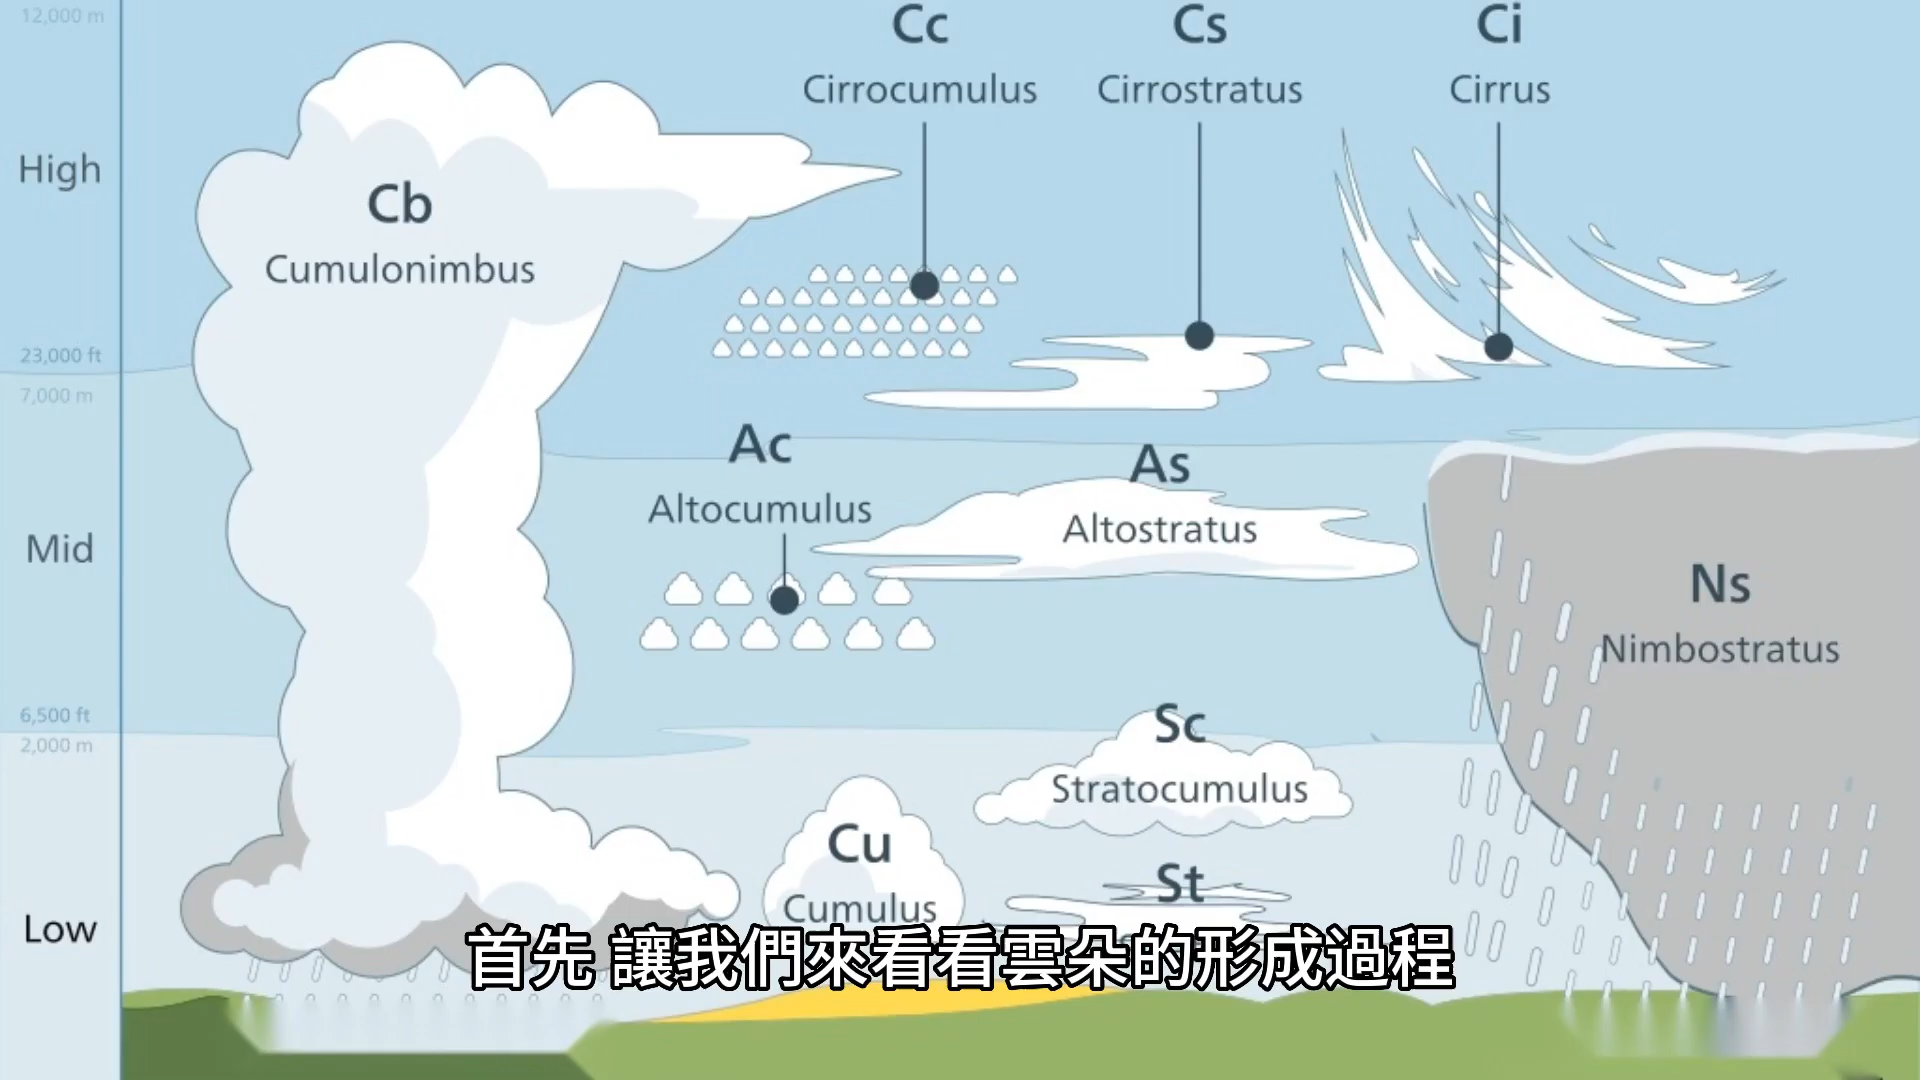 12,000 m
Cc
Cirrocumulus
Cs
Cirrostratus
Ci
Cirrus
High
Cb
Cumulonimbus
23,000 ft
7,000 m
Ac
Altocumulus
As
Altostratus
Mid
Ns
Nimbostratus
6,500 ft
2,000 m
Sc
Stratocumulus
Cu
Cumulus
St
Low
首先 讓我們來看看雲朵的形成過程